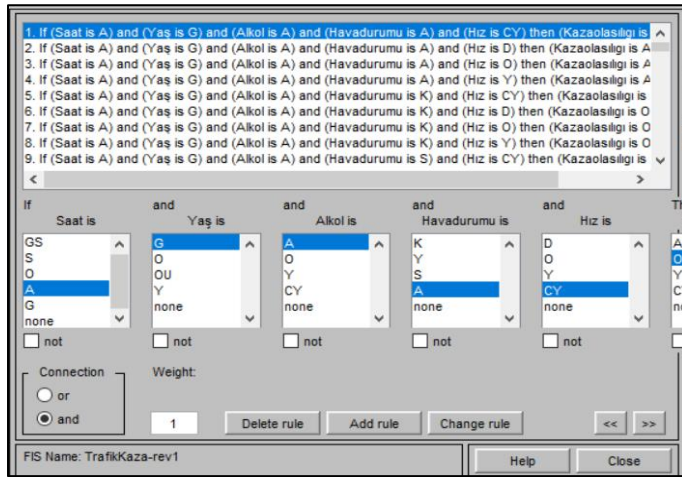 1. If (Saat is A) and (Yaş is G) and (Alkol is A) and (Havadurumu is A) and (Hız is CY) then (Kazaolasılıgı is
2. If (Saat is A) and (Yaş is G) and (Alkol is A) and (Havadurumu is A) and (Hız is D) then (Kazaolasılıgı is A
3. If (Saat is A) and (Yaş is G) and (Alkol is A) and (Havadurumu is A) and (Hız is O) then (Kazaolasılıgı is A
4. If (Saat is A) and (Yaş is G) and (Alkol is A) and (Havadurumu is A) and (Hız is Y) then (Kazaolasılıgı is A
5. If (Saat is A) and (Yaş is G) and (Alkol is A) and (Havadurumu is K) and (Hız is CY) then (Kazaolasılıgı is
6. If (Saat is A) and (Yaş is G) and (Alkol is A) and (Havadurumu is K) and (Hız is D) then (Kazaolasılıgı is O
7. If (Saat is A) and (Yaş is G) and (Alkol is A) and (Havadurumu is K) and (Hız is O) then (Kazaolasılıgı is O
8. If (Saat is A) and (Yaş is G) and (Alkol is A) and (Havadurumu is K) and (Hız is Y) then (Kazaolasılıgı is O
9. If (Saat is A) and (Yaş is G) and (Alkol is A) and (Havadurumu is S) and (Hız is CY) then (Kazaolasılıgı is
If and and and and
Saat is Yaş is Alkol is Havadurumu is Hız is
GS G A K D A
S O O Y O O
O OU Y S Y Y
A Y CY A CY
G none none none none
none
not not not not not
Connection Weight:
or
and 1 Delete rule Add rule Change rule << >>
FIS Name: TrafikKaza-rev1 Help Close